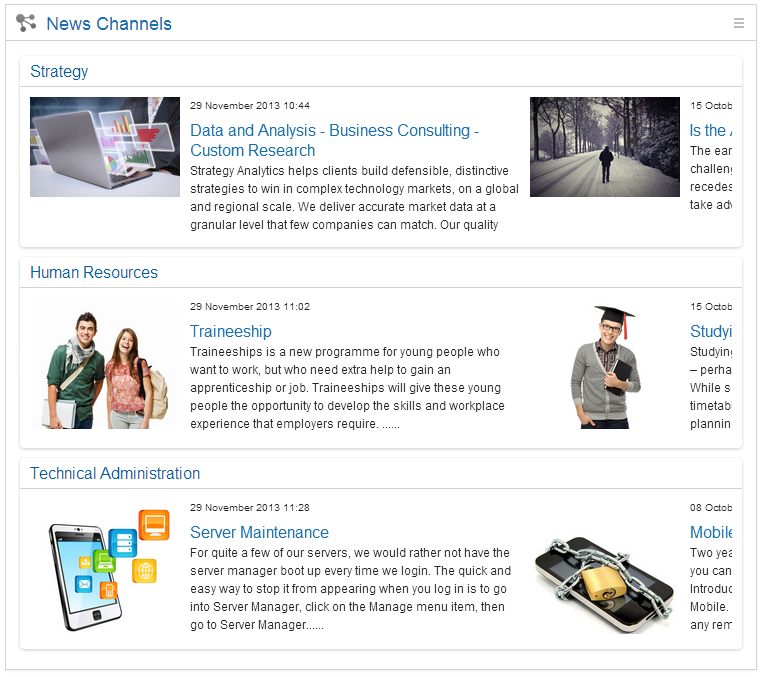 News Channels
Strategy
29 November 2013 10:44
Data and Analysis - Business Consulting -
Custom Research
Strategy Analytics helps clients build defensible, distinctive
strategies to win in complex technology markets, on a global
and regional scale. We deliver accurate market data at a
granular level that few companies can match. Our quality
15 Octob
Is the
The ear
challeng
recedes
take adv
Human Resources
29 November 2013 11:02
Traineeship
Traineeships is a new programme for young people who
want to work, but who need extra help to gain an
apprenticeship or job. Traineeships will give these young
people the opportunity to develop the skills and workplace
experience that employers require. ......
15 Octob
Studyi
Studying
– perha
While s
timetabl
plannin
Technical Administration
29 November 2013 11:28
Server Maintenance
For quite a few of our servers, we would rather not have the
server manager boot up every time we login. The quick and
easy way to stop it from appearing when you log in is to go
into Server Manager, click on the Manage menu item, then
go to Server Manager......
08 Octob
Mobile
Two yea
you can
Introduc
Mobile.
any rem